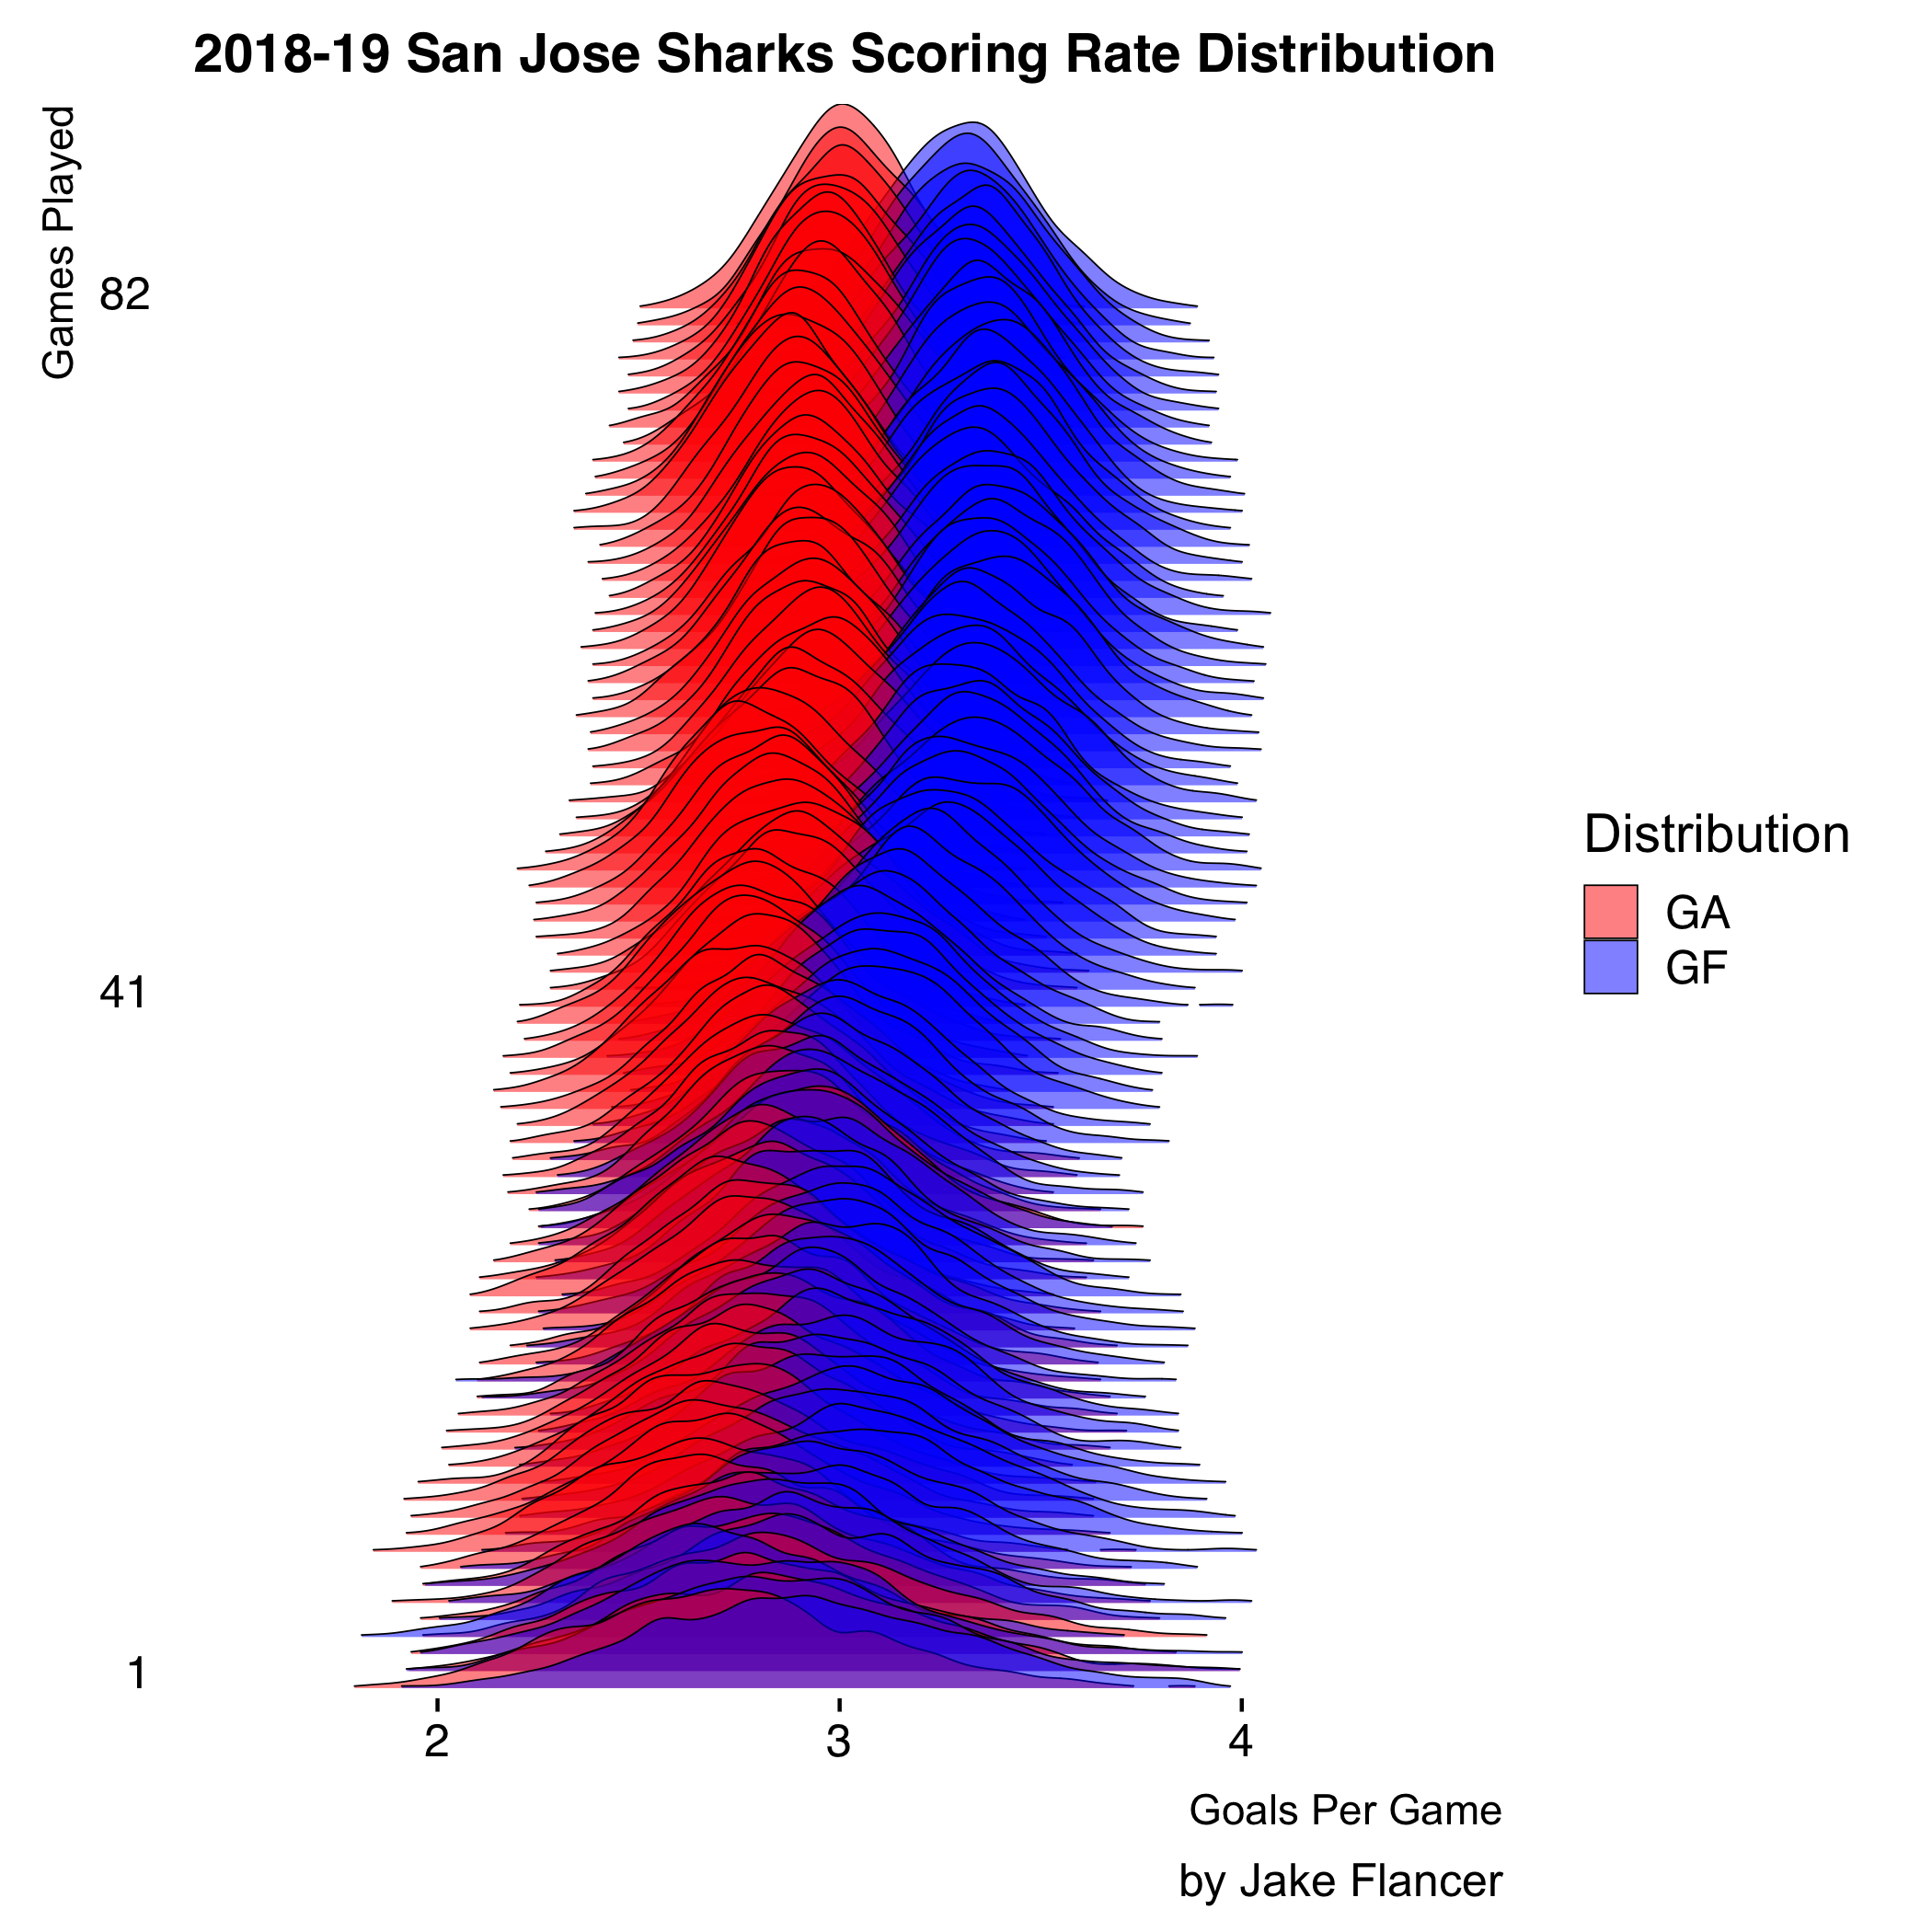 2018-19 San Jose Sharks Scoring Rate Distribution
Games Played
82
41
1
2 3 4
Goals Per Game
by Jake Flancer
Distribution
GA
GF